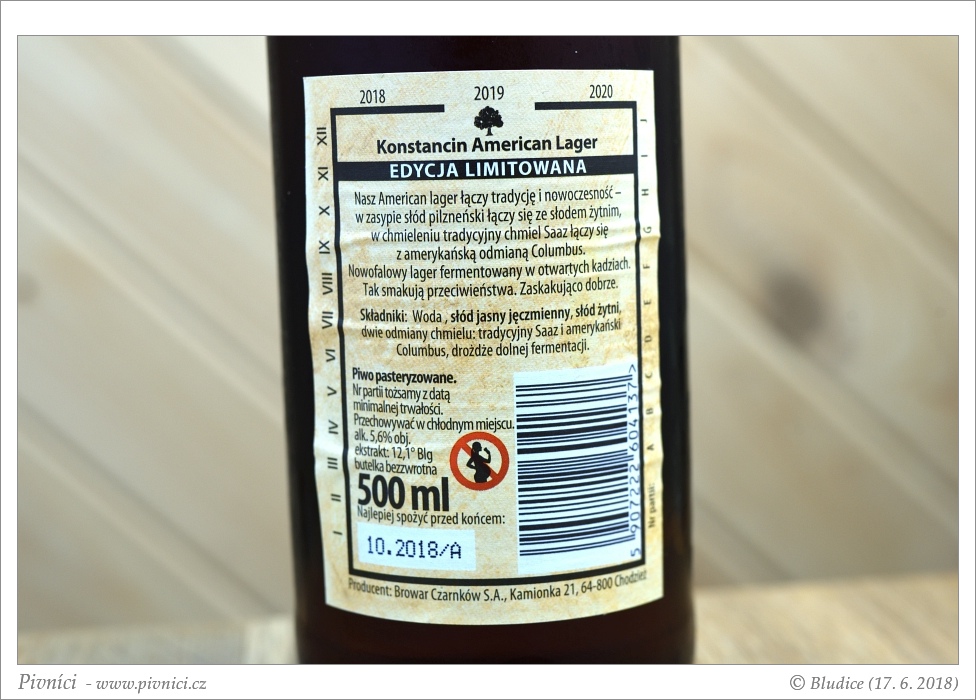 2018 2019 2020
Konstancin American Lager
EDYCJA LIMITOWANA
Nasz American lager łączy tradycję i nowoczesność –
w zasypie słód pilzneński łączy się ze słodem żytnim,
w chmieleniu tradycyjny chmiel Saaz łączy się
z amerykańską odmianą Columbus.
Nowofalowy lager fermentowany w otwartych kadziach.
Tak smakują przeciwieństwa. Zaskakująco dobrze.
Składniki: Woda , słód jasny jęczmienny, słód żytni,
dwie odmiany chmielu: tradycyjny Saaz i amerykański
Columbus, drożdże dolnej fermentacji.
Piwo pasteryzowane.
Nr partii tożsamy z datą
minimalnej trwałości.
Przechowywać w chłodnym miejscu.
alk. 5,6% obj.
ekstrakt: 12,1° Blg
butelka bezzwrotna
500 ml
Najlepiej spożyć przed końcem:
10.2018/A
Producent: Browar Czarnków S.A., Kamionka 21, 64-800 Chodzież
I II III IV V VI VII VIII IX X XI XII
Nr partii: A B C D E F G H I J
5 907222 604137 >
Pivníci - www.pivnici.cz
© Bludice (17. 6. 2018)